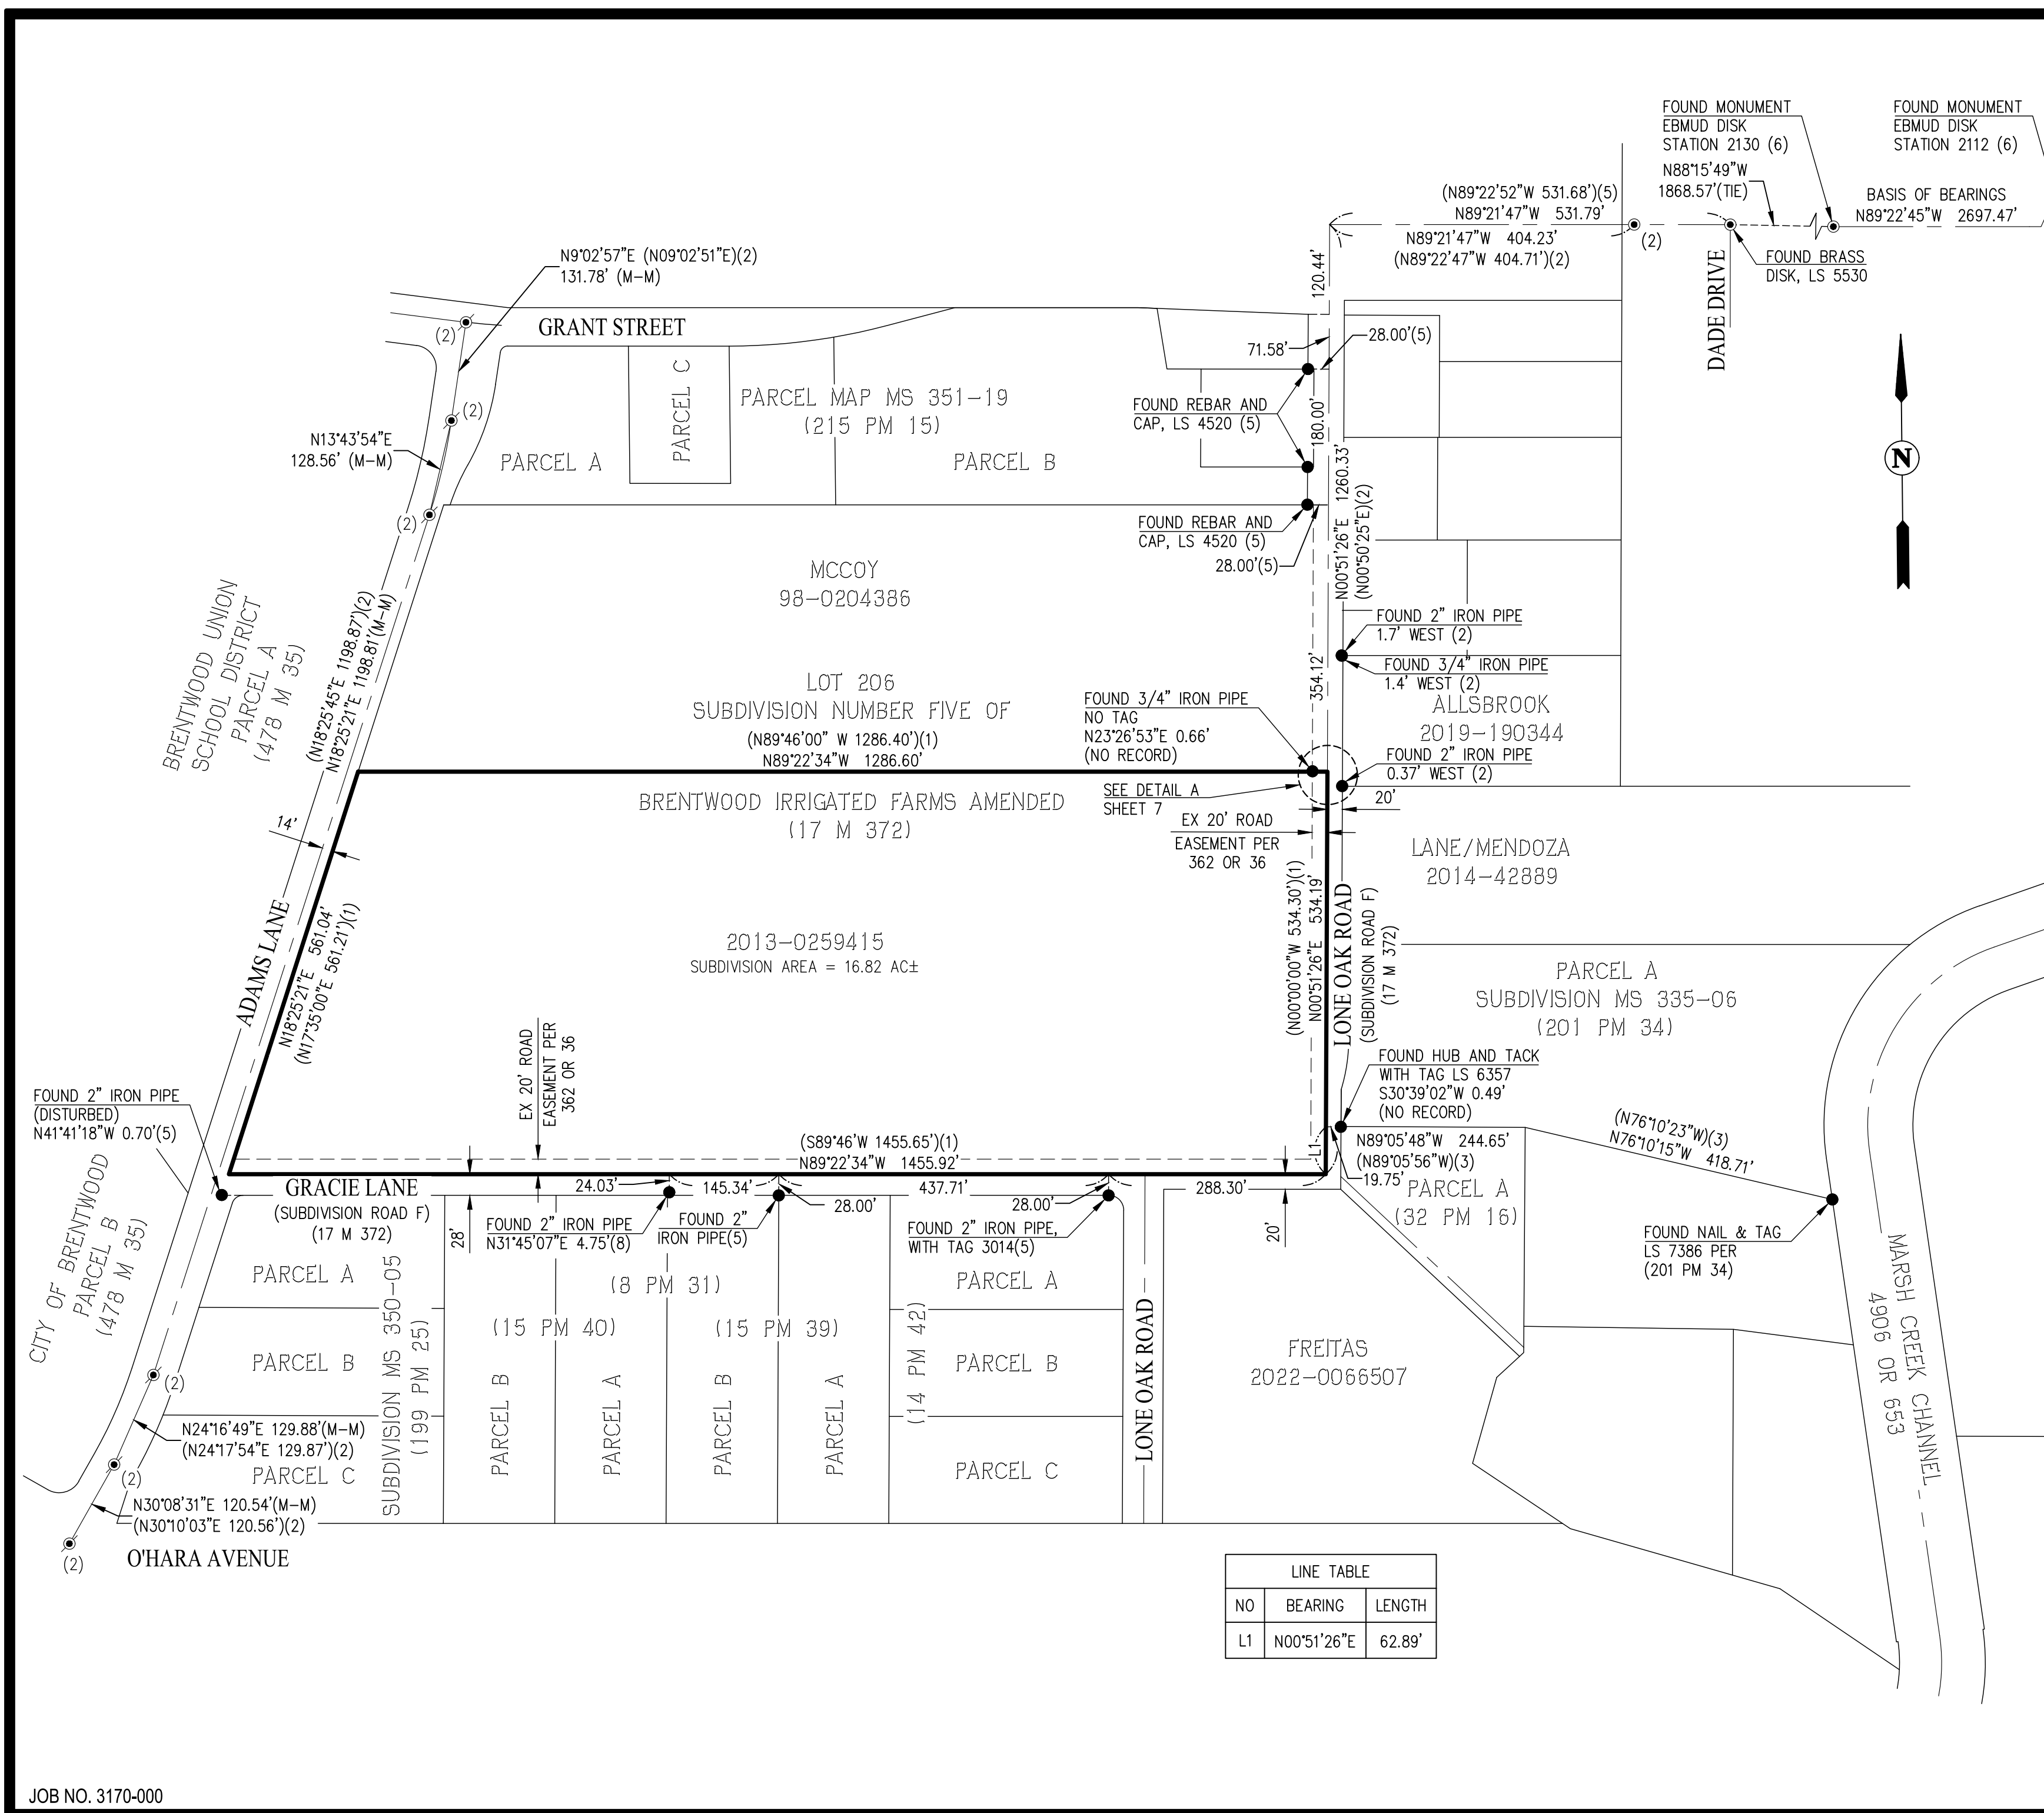 FOUND MONUMENT
EBMUD DISK
STATION 2130 (6)
N88°15'49"W
1868.57'(TIE)
FOUND MONUMENT
EBMUD DISK
STATION 2112 (6)
BASIS OF BEARINGS
N89°22'45"W 2697.47'
(N89°22'52"W 531.68')(5)
N89°21'47"W 531.79'
N89°21'47"W 404.23'
(N89°22'47"W 404.71')(2)
(2)
FOUND BRASS
DISK, LS 5530
DADE DRIVE
N
N9°02'57"E (N09°02'51"E)(2)
131.78' (M-M)
120.44'
GRANT STREET
(2)
71.58'
28.00'(5)
PARCEL C
PARCEL MAP MS 351-19
(215 PM 15)
FOUND REBAR AND
CAP, LS 4520 (5)
180.00'
(2)
N13°43'54"E
128.56' (M-M)
PARCEL A
PARCEL B
N00°51'26"E 1260.33'
(N00°50'25"E)(2)
(2)
FOUND REBAR AND
CAP, LS 4520 (5)
28.00'(5)
MCCOY
98-0204386
BRENTWOOD UNION
SCHOOL DISTRICT
PARCEL A
(478 M 35)
(N18°25'45"E 1198.87')(2)
N18°25'21"E 1198.81'(M-M)
FOUND 2" IRON PIPE
1.7' WEST (2)
FOUND 3/4" IRON PIPE
1.4' WEST (2)
354.12'
ALLSBROOK
2019-190344
LOT 206
SUBDIVISION NUMBER FIVE OF
(N89°46'00" W 1286.40')(1)
N89°22'34"W 1286.60'
FOUND 3/4" IRON PIPE
NO TAG
N23°26'53"E 0.66'
(NO RECORD)
FOUND 2" IRON PIPE
0.37' WEST (2)
SEE DETAIL A
SHEET 7
20'
BRENTWOOD IRRIGATED FARMS AMENDED
(17 M 372)
14'
EX 20' ROAD
EASEMENT PER
362 OR 36
LANE/MENDOZA
2014-42889
(N00°00'00"W 534.30')(1)
N00°51'26"E 534.19'
LONE OAK ROAD
(SUBDIVISION ROAD F)
(17 M 372)
2013-0259415
SUBDIVISION AREA = 16.82 AC±
ADAMS LANE
N18°25'21"E 561.04'
(N17°35'00"E 561.21')(1)
PARCEL A
SUBDIVISION MS 335-06
(201 PM 34)
EX 20' ROAD
EASEMENT PER
362 OR 36
FOUND HUB AND TACK
WITH TAG LS 6357
S30°39'02"W 0.49'
(NO RECORD)
FOUND 2" IRON PIPE
(DISTURBED)
N41°41'18"W 0.70'(5)
(S89°46'W 1455.65')(1)
N89°22'34"W 1455.92'
L1
N89°05'48"W 244.65'
(N89°05'56"W)(3)
19.75'
(N76°10'23"W)(3)
N76°10'15"W 418.71'
GRACIE LANE
(SUBDIVISION ROAD F)
(17 M 372)
28'
24.03'
145.34'
28.00'
437.71'
28.00'
288.30'
20'
PARCEL A
(32 PM 16)
FOUND 2" IRON PIPE
N31°45'07"E 4.75'(8)
FOUND 2"
IRON PIPE(5)
FOUND 2" IRON PIPE,
WITH TAG 3014(5)
FOUND NAIL & TAG
LS 7386 PER
(201 PM 34)
MARSH CREEK CHANNEL
4906 OR 653
CITY OF BRENTWOOD
PARCEL B
(478 M 35)
PARCEL A
PARCEL B
PARCEL C
SUBDIVISION MS 350-05
(199 PM 25)
(8 PM 31)
(15 PM 40)
(15 PM 39)
PARCEL B
PARCEL A
PARCEL B
PARCEL A
(14 PM 42)
PARCEL A
PARCEL B
PARCEL C
LONE OAK ROAD
FREITAS
2022-0066507
(2)
N24°16'49"E 129.88'(M-M)
(N24°17'54"E 129.87')(2)
(2)
N30°08'31"E 120.54'(M-M)
(N30°10'03"E 120.56')(2)
(2)
O'HARA AVENUE
LINE TABLE
NO BEARING LENGTH
L1 N00°51'26"E 62.89'
JOB NO. 3170-000